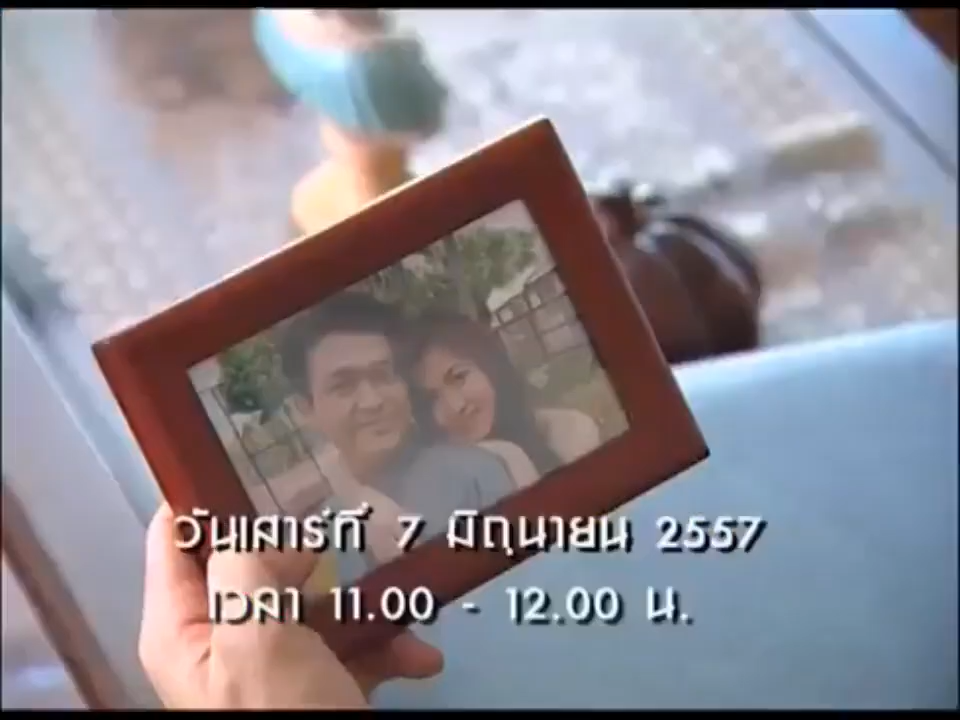 วันเสาร์ที่ 7 มิถุนายน 2557
เวลา 11.00 - 12.00 น.